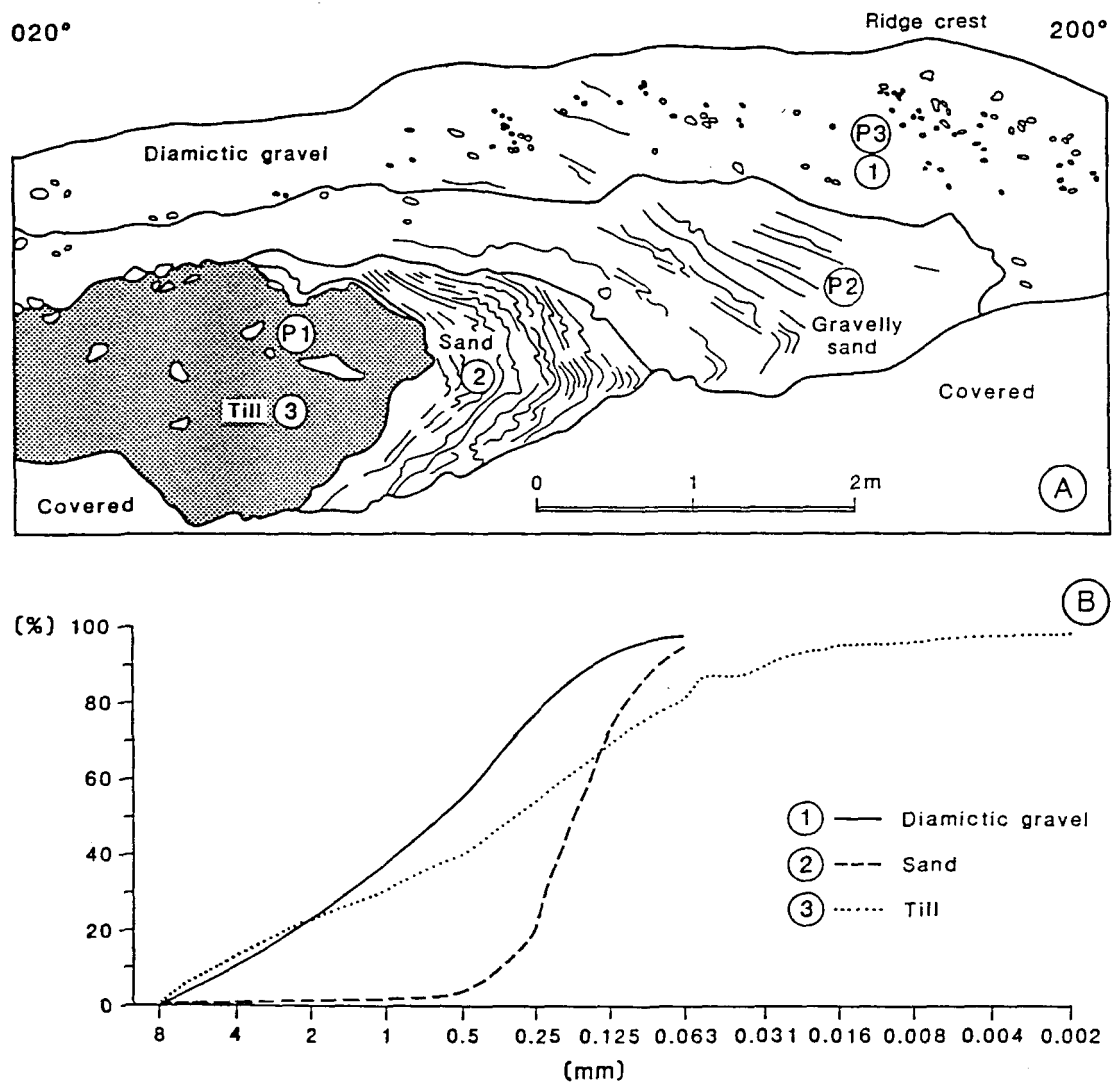 020°
Ridge crest
200°
Diamictic gravel
P3
1
P2
Gravelly
sand
P1
Sand
2
Till 3
Covered
Covered
0 1 2m
A
B
(%) 100
80
60
40
20
0
1 Diamictic gravel
2 Sand
3 Till
8 4 2 1 0.5 0.25 0.125 0.063 0.031 0.016 0.008 0.004 0.002
(mm)